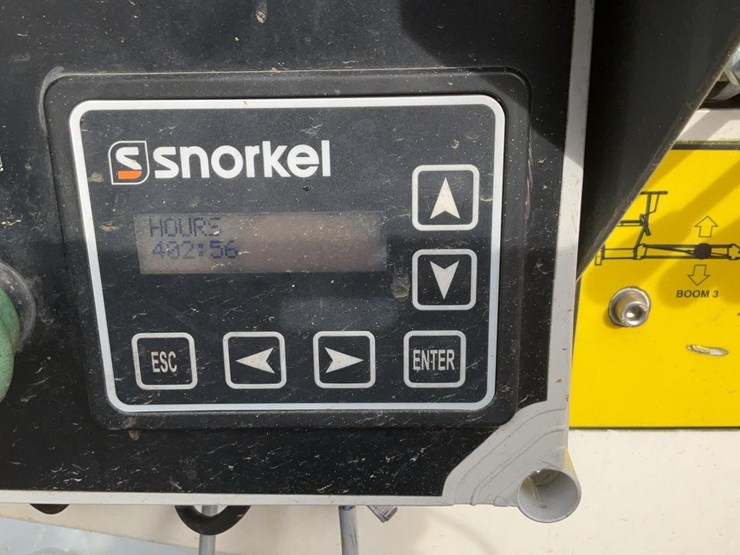 snorkel
HOURS
402:56
ESC
ENTER
BOOM 3